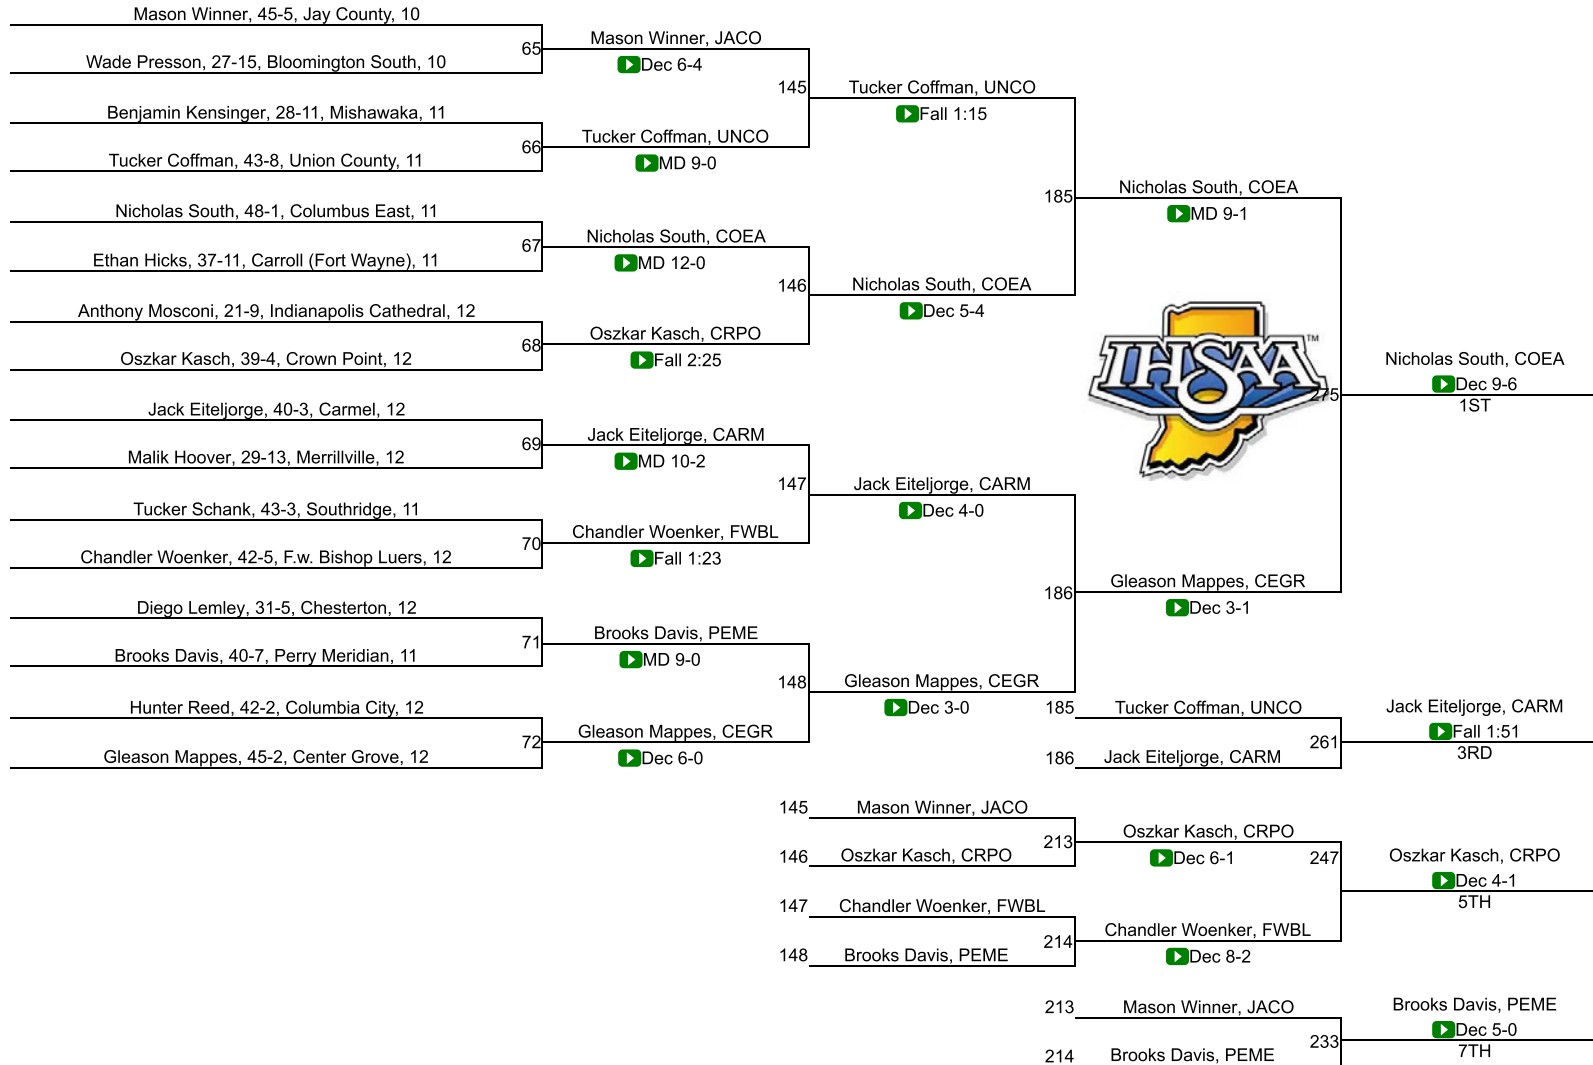 Mason Winner, 45-5, Jay County, 10
65
Wade Presson, 27-15, Bloomington South, 10
Mason Winner, JACO
Dec 6-4
145
Benjamin Kensinger, 28-11, Mishawaka, 11
66
Tucker Coffman, 43-8, Union County, 11
Tucker Coffman, UNCO
MD 9-0
Tucker Coffman, UNCO
Fall 1:15
185
Nicholas South, 48-1, Columbus East, 11
67
Ethan Hicks, 37-11, Carroll (Fort Wayne), 11
Nicholas South, COEA
MD 12-0
146
Anthony Mosconi, 21-9, Indianapolis Cathedral, 12
68
Oszkar Kasch, 39-4, Crown Point, 12
Oszkar Kasch, CRPO
Fall 2:25
Nicholas South, COEA
Dec 5-4
Nicholas South, COEA
MD 9-1
IHSAA
TM
275
Nicholas South, COEA
Dec 9-6
1ST
Jack Eiteljorge, 40-3, Carmel, 12
69
Malik Hoover, 29-13, Merrillville, 12
Jack Eiteljorge, CARM
MD 10-2
147
Tucker Schank, 43-3, Southridge, 11
70
Chandler Woenker, 42-5, F.w. Bishop Luers, 12
Chandler Woenker, FWBL
Fall 1:23
Jack Eiteljorge, CARM
Dec 4-0
186
Gleason Mappes, CEGR
Dec 3-1
Diego Lemley, 31-5, Chesterton, 12
71
Brooks Davis, 40-7, Perry Meridian, 11
Brooks Davis, PEME
MD 9-0
148
Hunter Reed, 42-2, Columbia City, 12
72
Gleason Mappes, 45-2, Center Grove, 12
Gleason Mappes, CEGR
Dec 6-0
Gleason Mappes, CEGR
Dec 3-0
185
Tucker Coffman, UNCO
261
186
Jack Eiteljorge, CARM
Jack Eiteljorge, CARM
Fall 1:51
3RD
145
Mason Winner, JACO
213
146
Oszkar Kasch, CRPO
Oszkar Kasch, CRPO
Dec 6-1
247
147
Chandler Woenker, FWBL
214
148
Brooks Davis, PEME
Chandler Woenker, FWBL
Dec 8-2
Oszkar Kasch, CRPO
Dec 4-1
5TH
213
Mason Winner, JACO
233
214
Brooks Davis, PEME
Brooks Davis, PEME
Dec 5-0
7TH